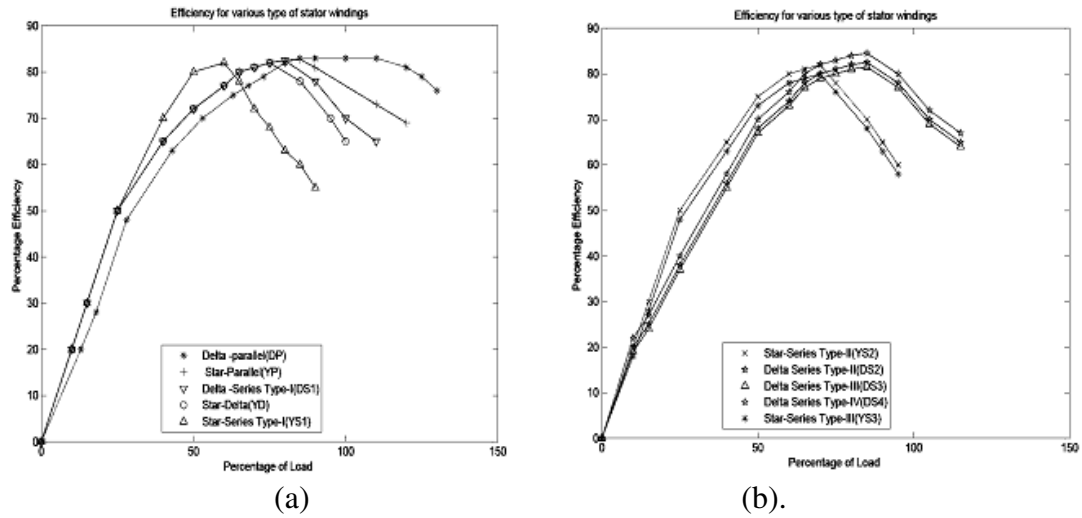 Efficiency for various type of stator windings
90
80
70
60
50
40
30
20
10
0
Percentage Efficiency
Delta -parallel(DP)
Star-Parallel(YP)
Delta -Series Type-I(DS1)
Star-Delta(YD)
Star-Series Type-I(YS1)
0
50
100
150
Percentage of Load
(a)
Efficiency for various type of stator windings
90
80
70
60
50
40
30
20
10
0
Percentage Efficiency
Star-Series Type-II(YS2)
Delta Series Type-II(DS2)
Delta Series Type-III(DS3)
Delta Series Type-IV(DS4)
Star-Series Type-III(YS3)
0
50
100
150
Percentage of Load
(b).